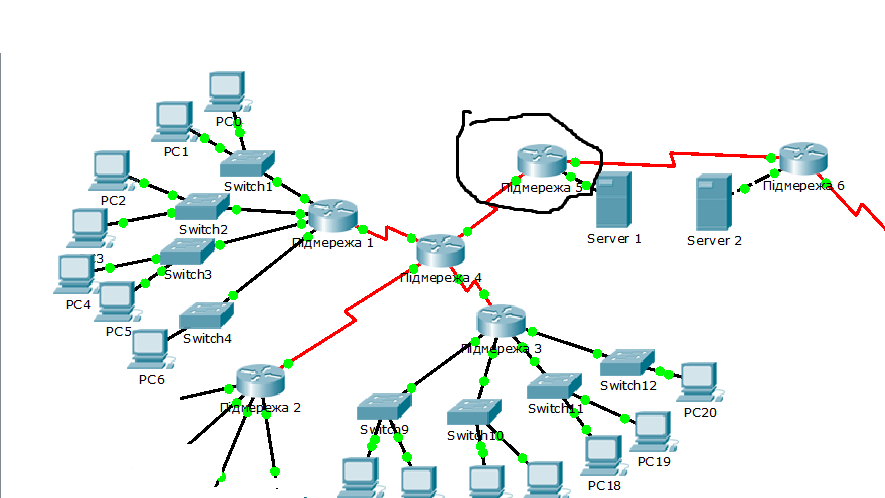 PC0
PC1
Switch1
PC2
Switch2
Підмережа 1
Switch3
PC4
PC5
Switch4
PC6
Підмережа 2
Підмережа 4
Підмережа 5
Server 1
Підмережа 6
Server 2
Підмережа 3
Switch9
Switch10
Switch11
Switch12
PC20
PC19
PC18